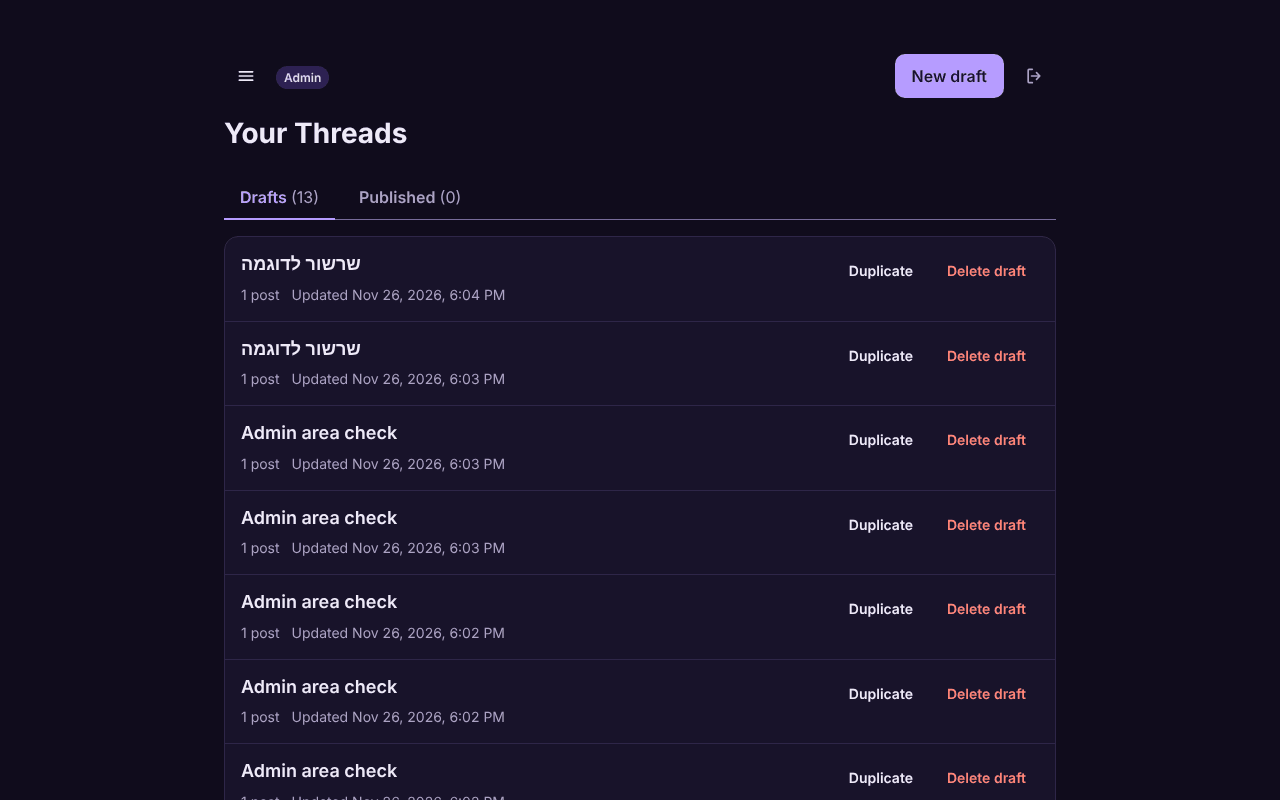 Admin
New draft
Your Threads
Drafts (13)
Published (0)
שרשור לדוגמה
1 post Updated Nov 26, 2026, 6:04 PM
Duplicate
Delete draft
שרשור לדוגמה
1 post Updated Nov 26, 2026, 6:03 PM
Duplicate
Delete draft
Admin area check
1 post Updated Nov 26, 2026, 6:03 PM
Duplicate
Delete draft
Admin area check
1 post Updated Nov 26, 2026, 6:03 PM
Duplicate
Delete draft
Admin area check
1 post Updated Nov 26, 2026, 6:02 PM
Duplicate
Delete draft
Admin area check
1 post Updated Nov 26, 2026, 6:02 PM
Duplicate
Delete draft
Admin area check
Duplicate
Delete draft